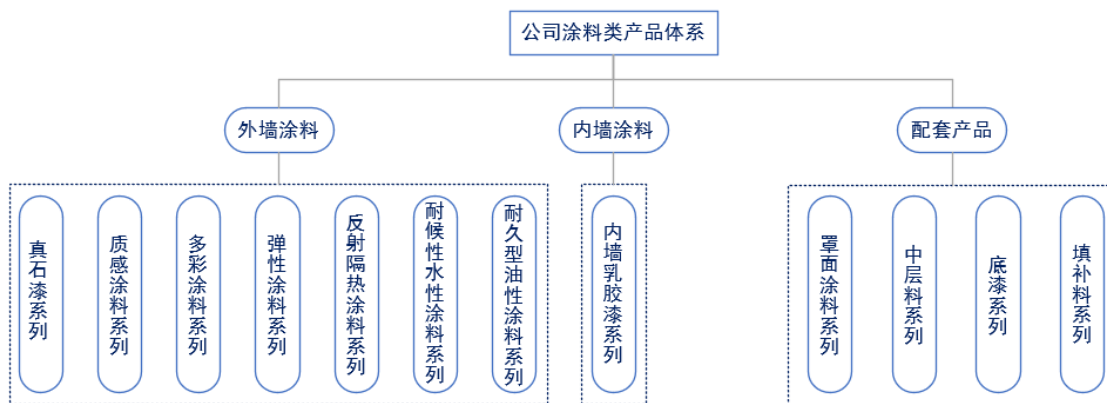 公司涂料类产品体系
外墙涂料
内墙涂料
配套产品
真石漆系列
质感涂料系列
多彩涂料系列
弹性涂料系列
反射隔热涂料系列
耐候性水性涂料系列
耐久型油性涂料系列
内墙乳胶漆系列
罩面涂料系列
中层料系列
底漆系列
填补料系列